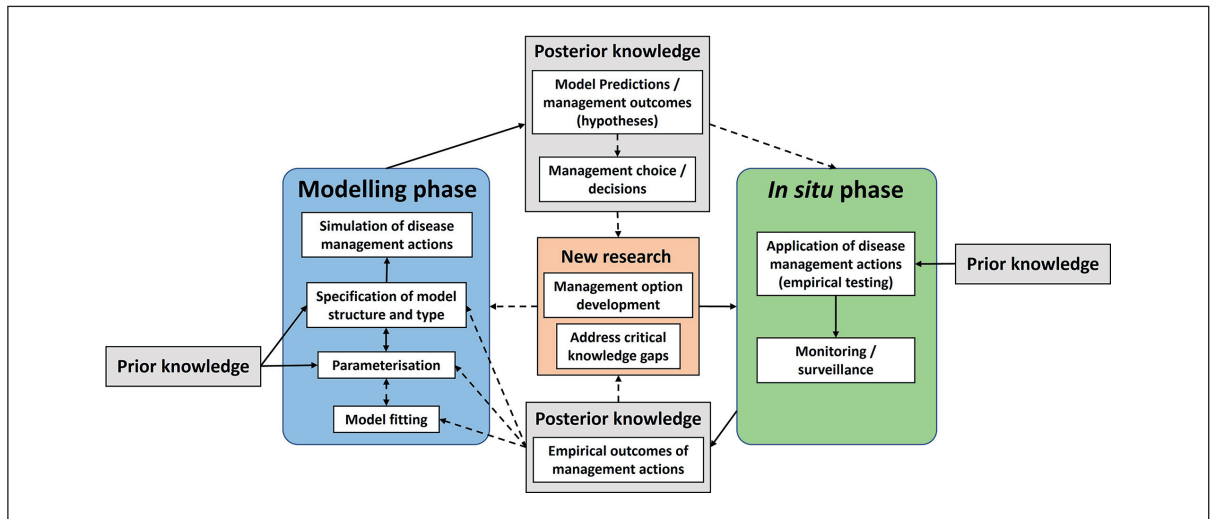 Posterior knowledge
Model Predictions /
management outcomes
(hypotheses)
Management choice /
decisions
Modelling phase
Simulation of disease
management actions
Specification of model
structure and type
Parameterisation
Model fitting
Prior knowledge
New research
Management option
development
Address critical
knowledge gaps
Posterior knowledge
Empirical outcomes of
management actions
In situ phase
Application of disease
management actions
(empirical testing)
Monitoring /
surveillance
Prior knowledge